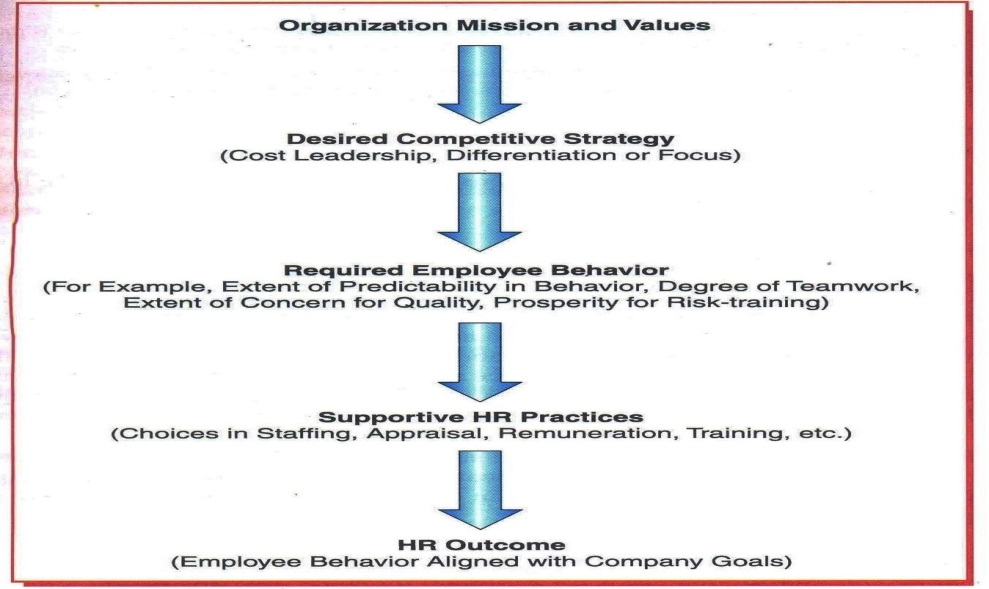 Organization Mission and Values
Desired Competitive Strategy
(Cost Leadership, Differentiation or Focus)
Required Employee Behavior
(For Example, Extent of Predictability in Behavior, Degree of Teamwork,
Extent of Concern for Quality, Prosperity for Risk-training)
Supportive HR Practices
(Choices in Staffing, Appraisal, Remuneration, Training, etc.)
HR Outcome
(Employee Behavior Aligned with Company Goals)